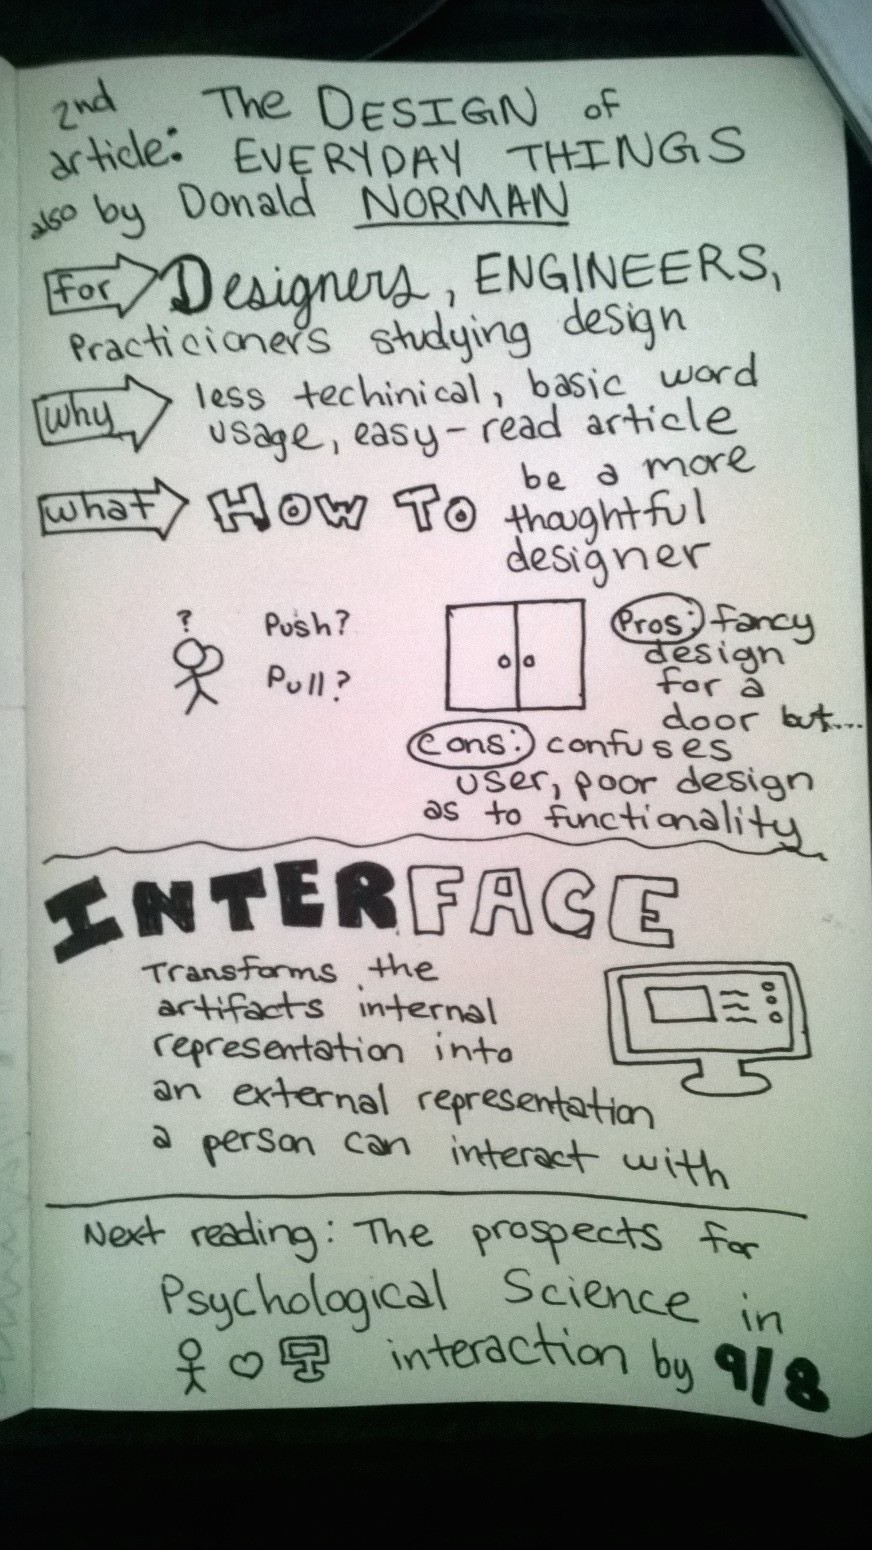 2nd The DESIGN of
article: EVERYDAY THINGS
also by Donald NORMAN
for Designers, ENGINEERS,
Practicioners studying design
why less techinical, basic word
usage, easy-read article
what HOW TO be a more
thoughtful
designer
?
Push?
Pull?
Pros: fancy
design
for a
door but...
Cons: confuses
user, poor design
as to functionality
INTERFACE
Transforms the
artifacts internal
representation into
an external representation
a person can interact with
Next reading: The prospects for
Psychological Science in
interaction by 9/8